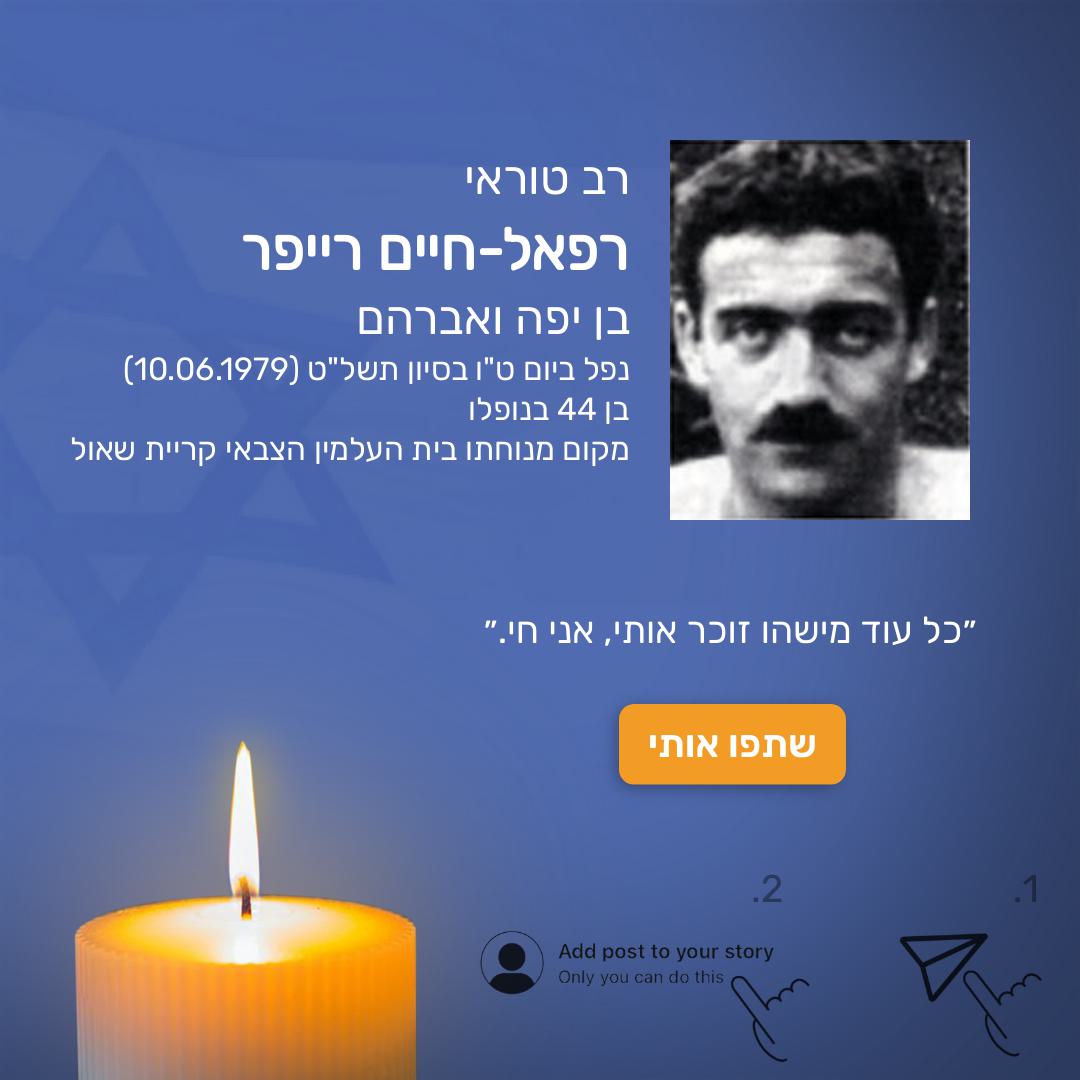 רב טוראי
רפאל-חיים רייפר
בן יפה ואברהם
נפל ביום ט"ו בסיון תשל"ט (10.06.1979)
בן 44 בנופלו
מקום מנוחתו בית העלמין הצבאי קריית שאול
״כל עוד מישהו זוכר אותי, אני חי.״
שתפו אותי
.1
.2
Add post to your story
Only you can do this